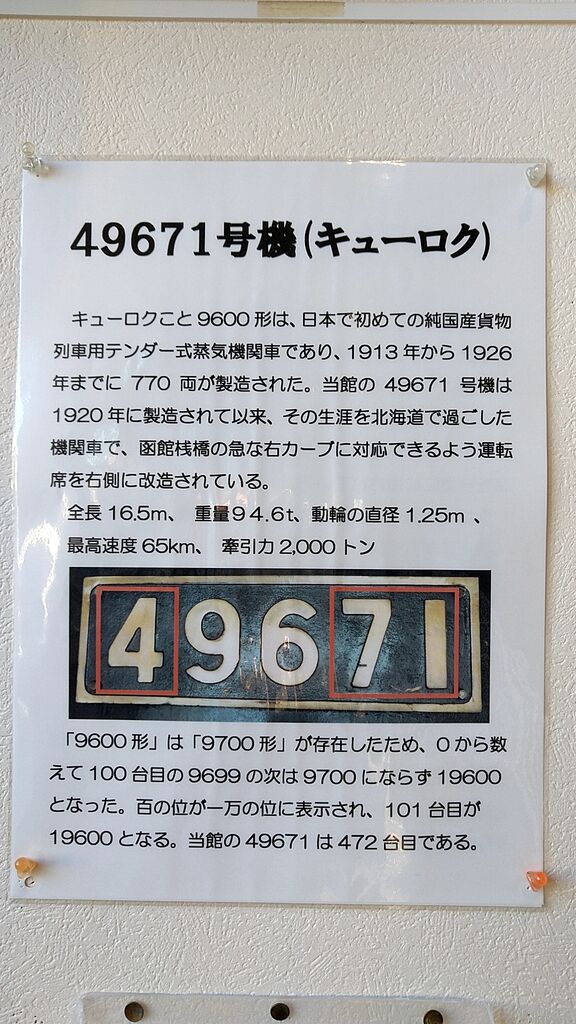 49671号機(キューロク)
キューロクこと9600形は、日本で初めての純国産貨物
列車用テンダー式蒸気機関車であり、1913年から1926
年までに 770 両が製造された。当館の 49671 号機は
1920年に製造されて以来、その生涯を北海道で過ごした
機関車で、函館桟橋の急な右カーブに対応できるよう運転
席を右側に改造されている。
全長16.5m、 重量94.6t、動輪の直径1.25m 、
最高速度65km、 牽引力2,000トン
49671
「9600形」は「9700形」が存在したため、0から数
えて100台目の9699の次は9700にならず19600
となった。百の位が一万の位に表示され、101台目が
19600となる。当館の49671は472台目である。